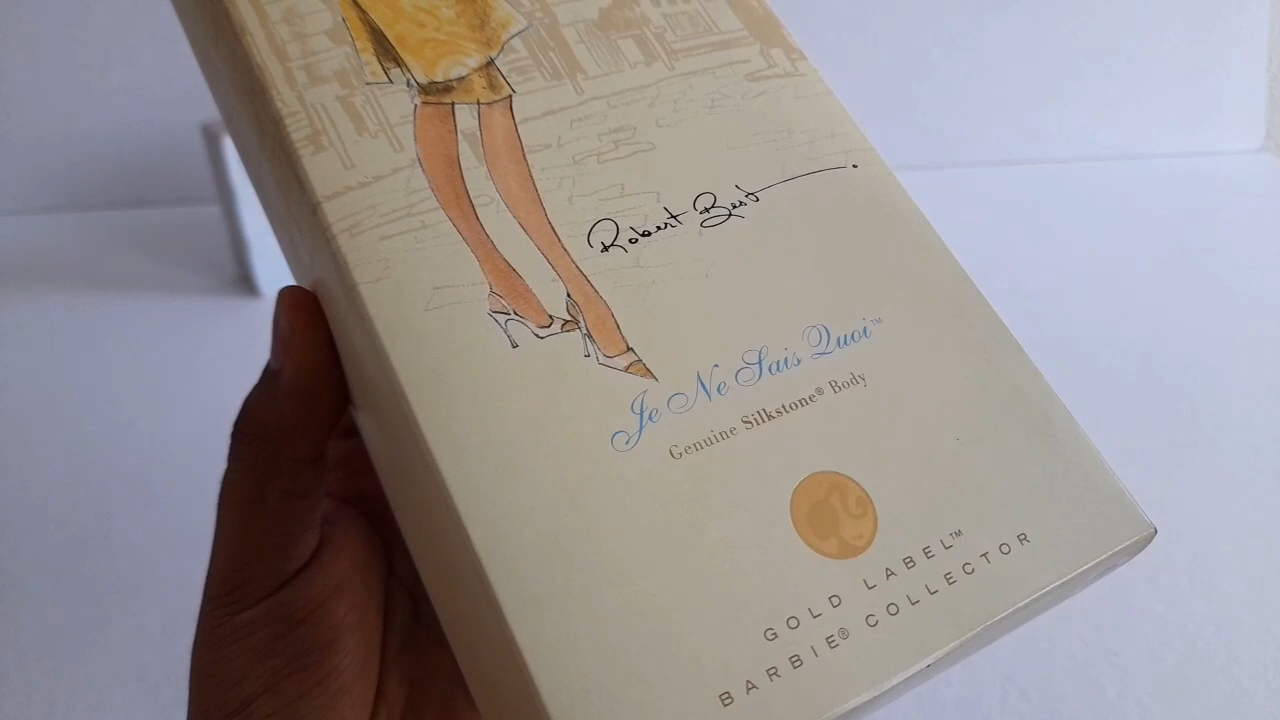 Robert Best
Je Ne Sais Quoi™
Genuine Silkstone® Body
GOLD LABEL™
BARBIE® COLLECTOR